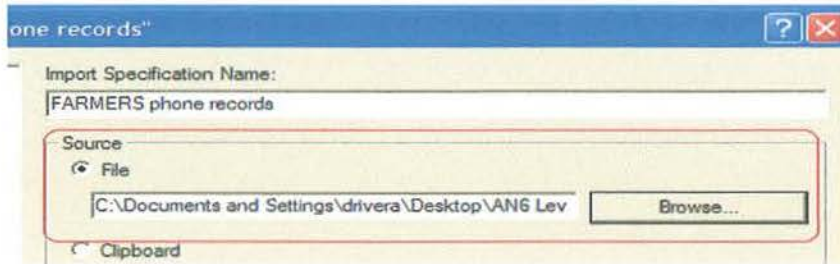 one records"
Import Specification Name:
FARMERS phone records
Source
File
C:\Documents and Settings\drivera\Desktop\AN6 Lev
Browse...
Clipboard